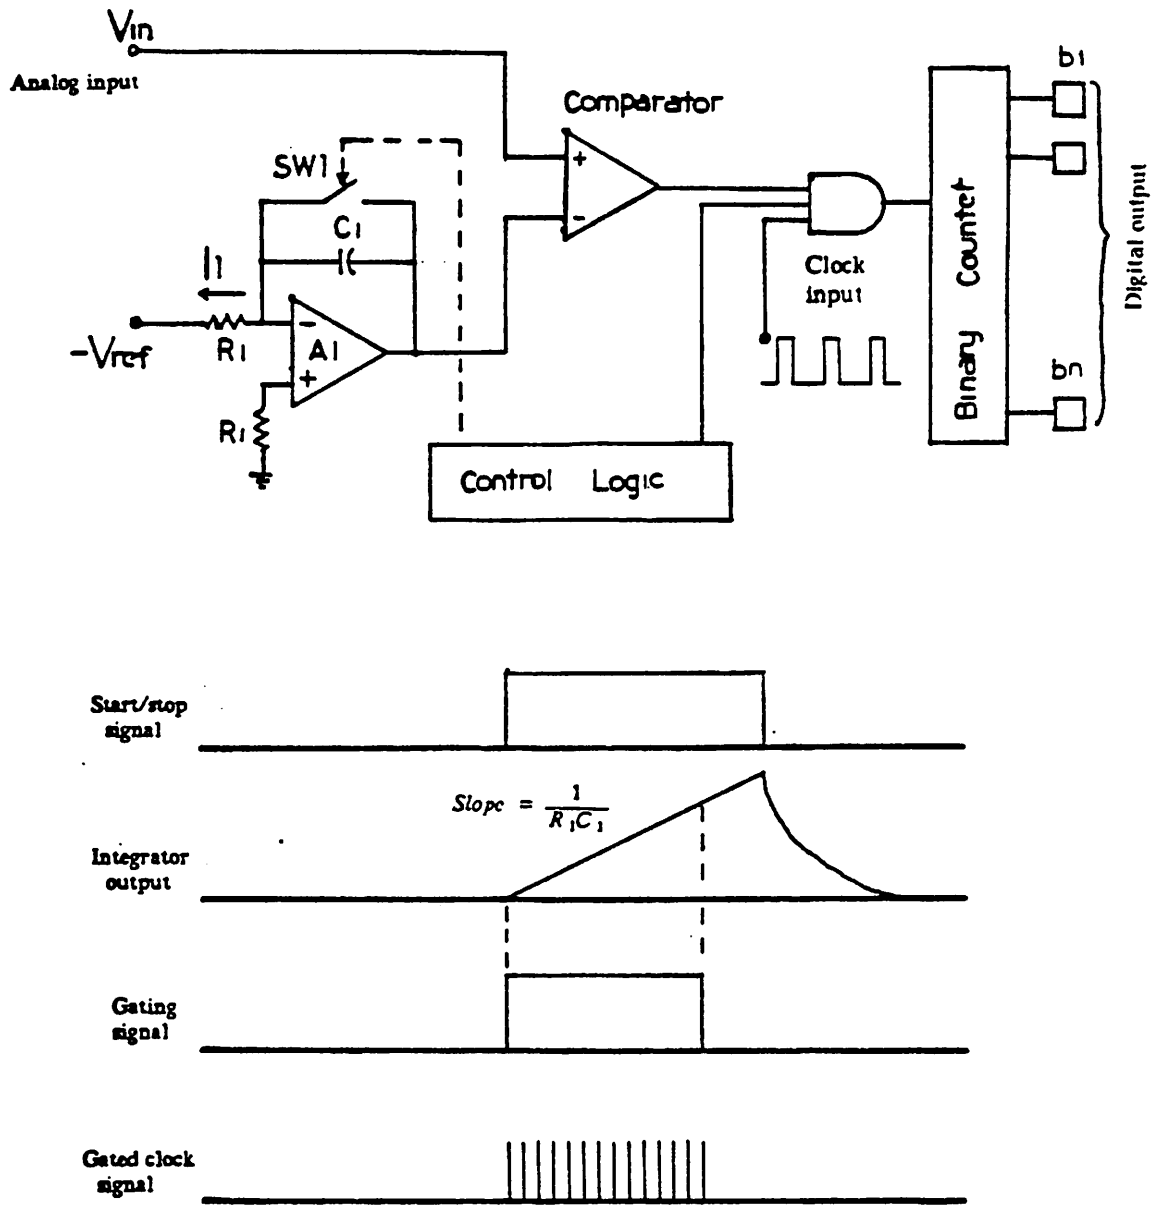 Vin
Analog input
Comparator
b1
SW1
C1
I1
-Vref
R1
A1
-
+
R1
+
-
Clock
input
Binary Counter
bn
Digital output
Control Logic
Start/stop
signal
Slope = 1 / R1C1
Integrator
output
Gating
signal
Gated clock
signal